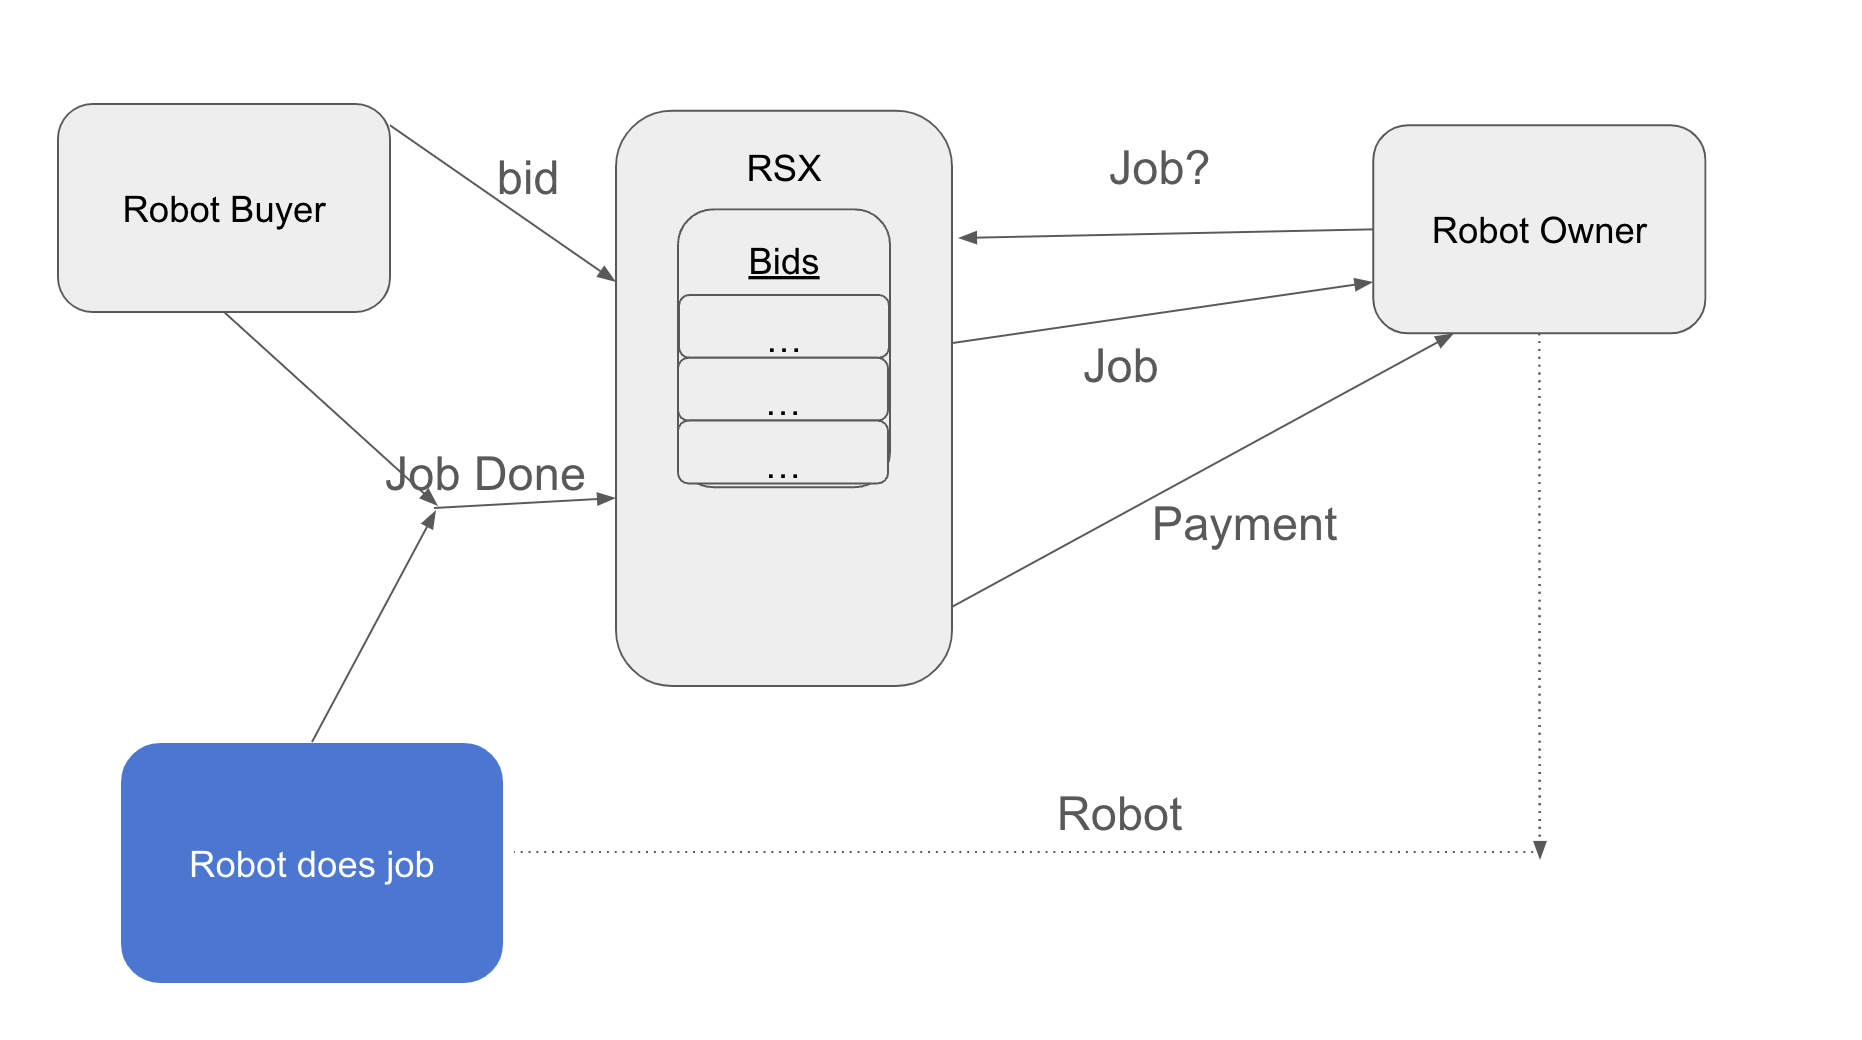 Robot Buyer
bid
RSX
Bids
...
...
...
Job?
Robot Owner
Job
Job Done
Payment
Robot
Robot does job